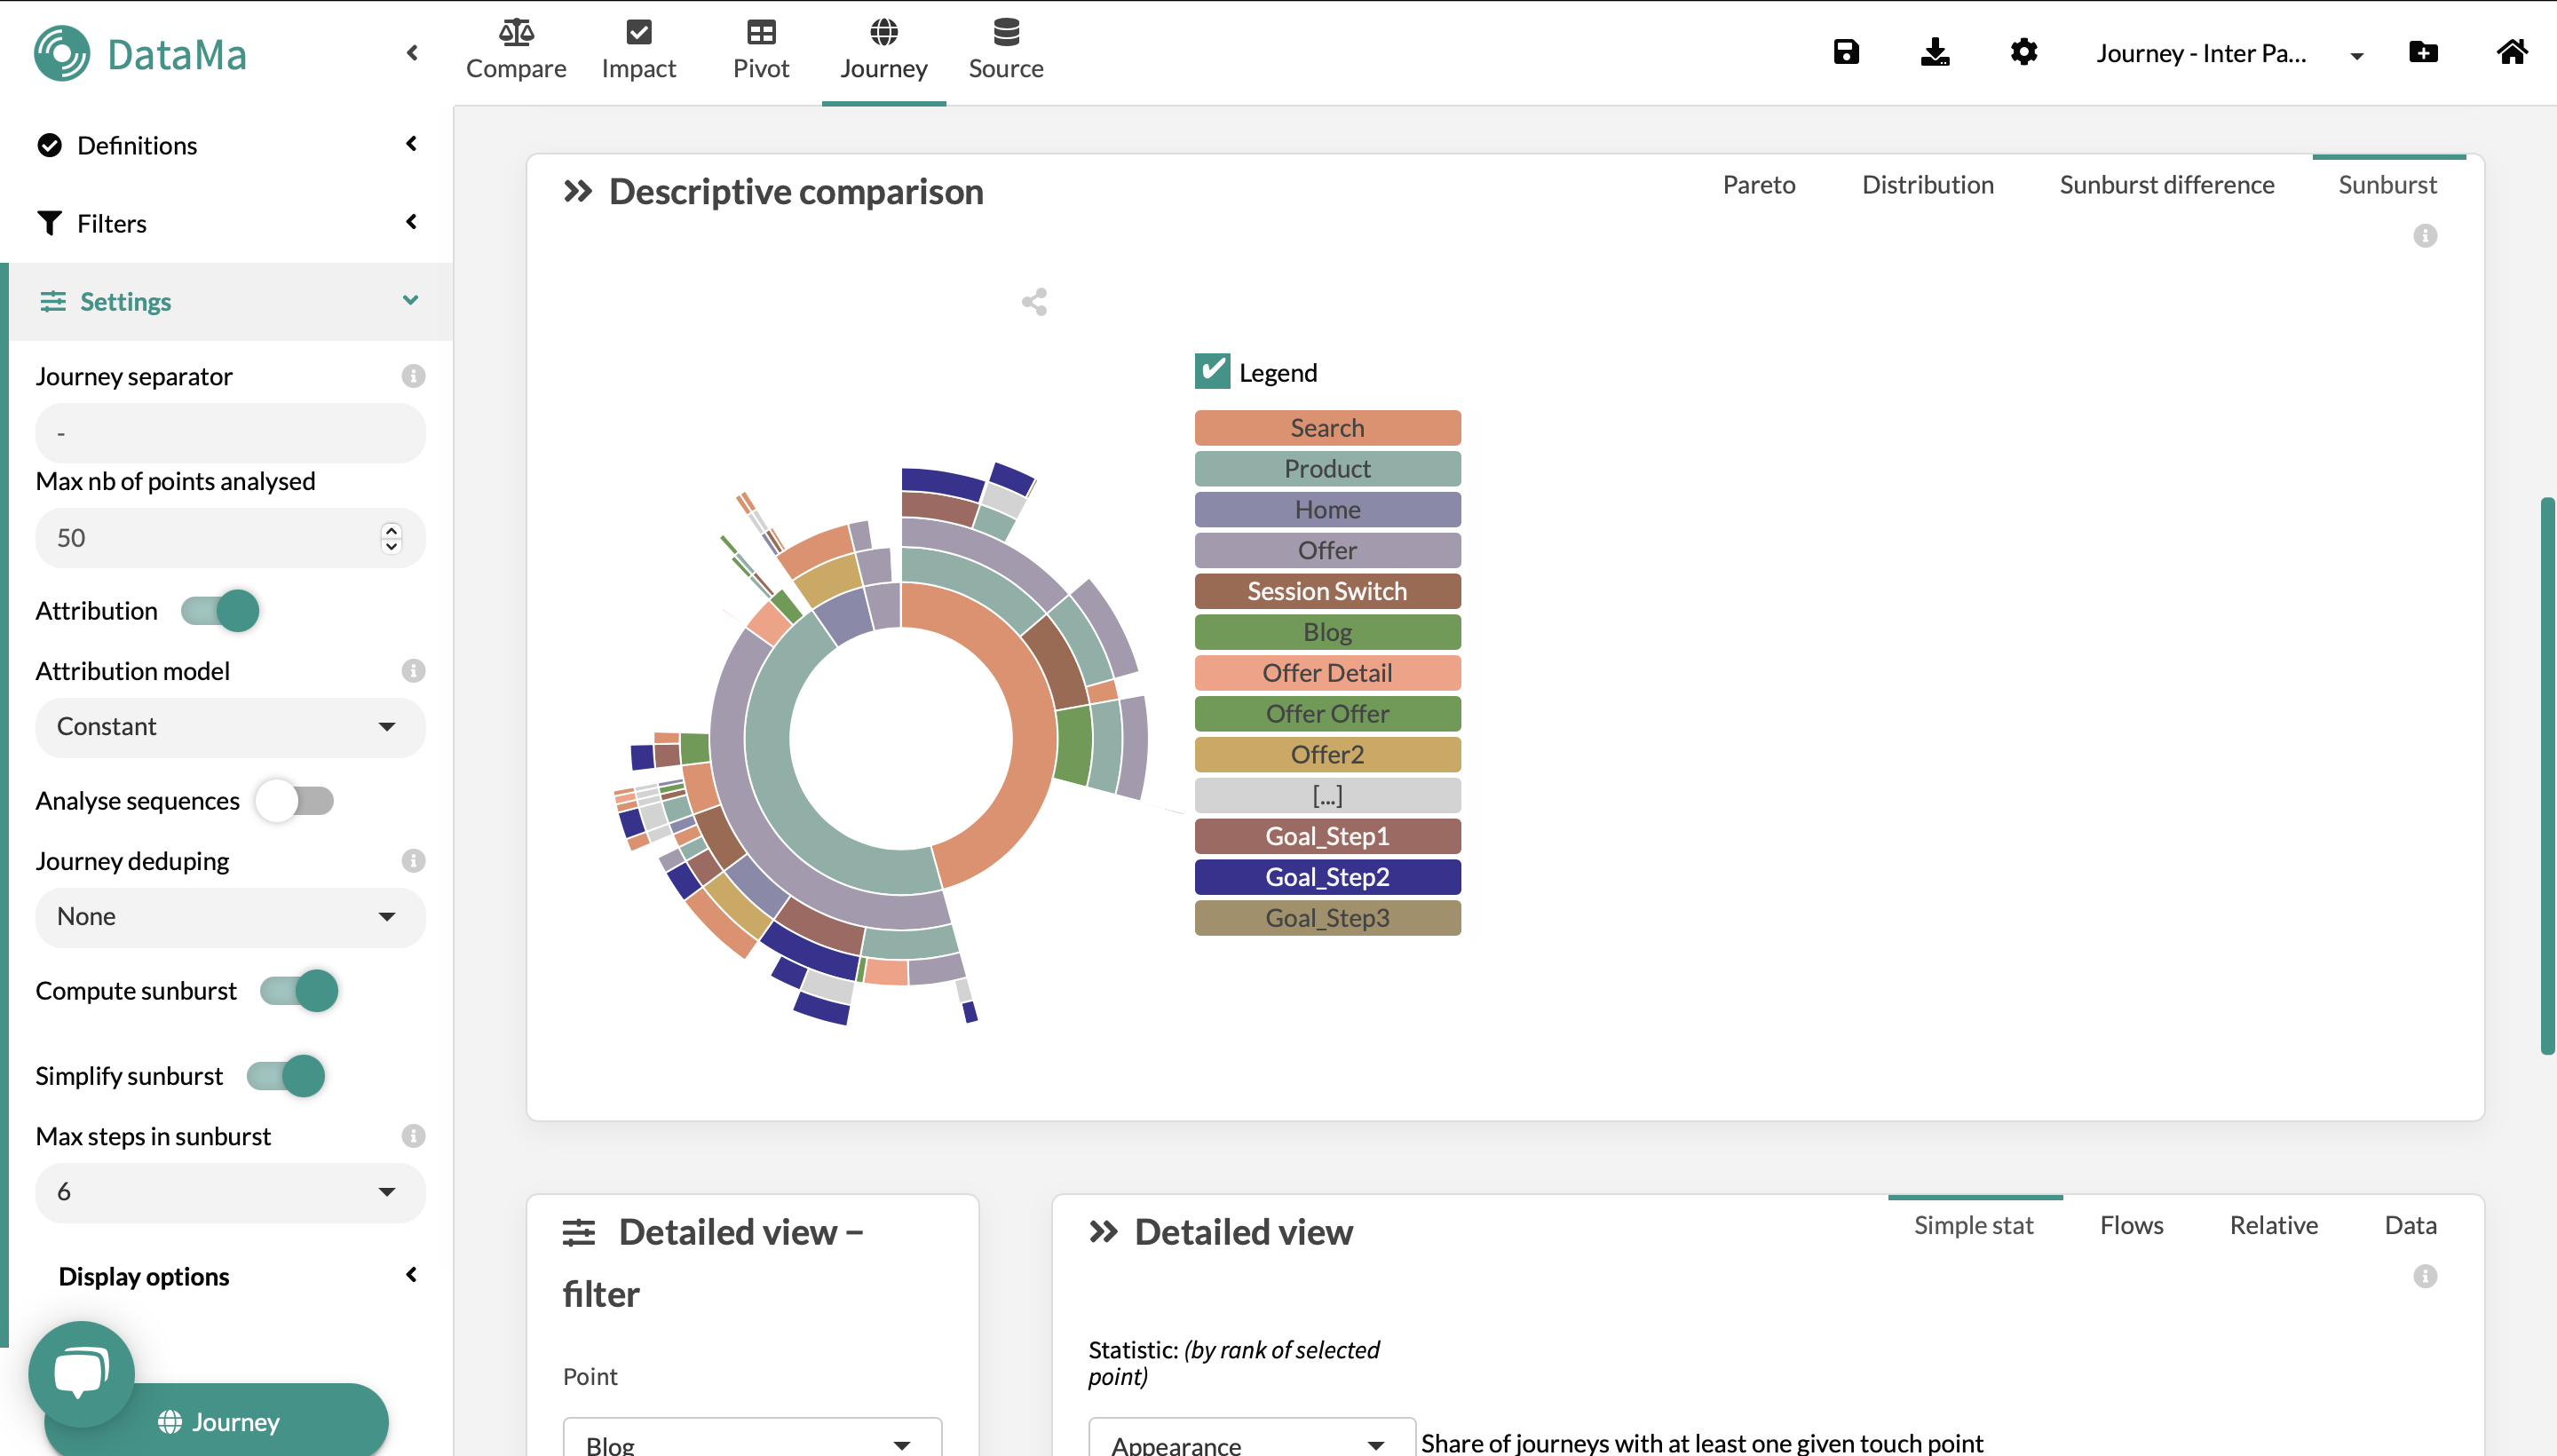 DataMa
Compare
Impact
Pivot
Journey
Source
Journey - Inter Pa...
Definitions
Filters
Settings
Journey separator
-
Max nb of points analysed
50
Attribution
Attribution model
Constant
Analyse sequences
Journey deduping
None
Compute sunburst
Simplify sunburst
Max steps in sunburst
6
Display options
Journey
Descriptive comparison
Pareto
Distribution
Sunburst difference
Sunburst
Legend
Search
Product
Home
Offer
Session Switch
Blog
Offer Detail
Offer Offer
Offer2
[...]
Goal_Step1
Goal_Step2
Goal_Step3
Detailed view –
filter
Point
Blog
Detailed view
Simple stat
Flows
Relative
Data
Statistic: (by rank of selected
point)
Appearance
Share of journeys with at least one given touch point